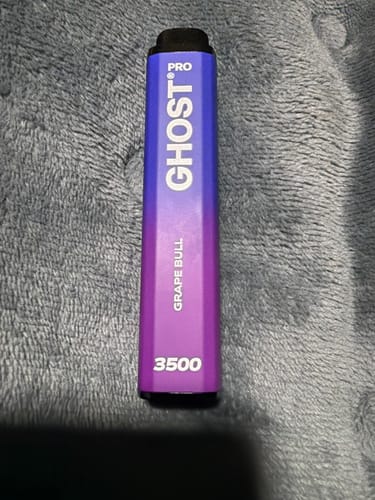 PRO
GHOST®
GRAPE BULL
3500